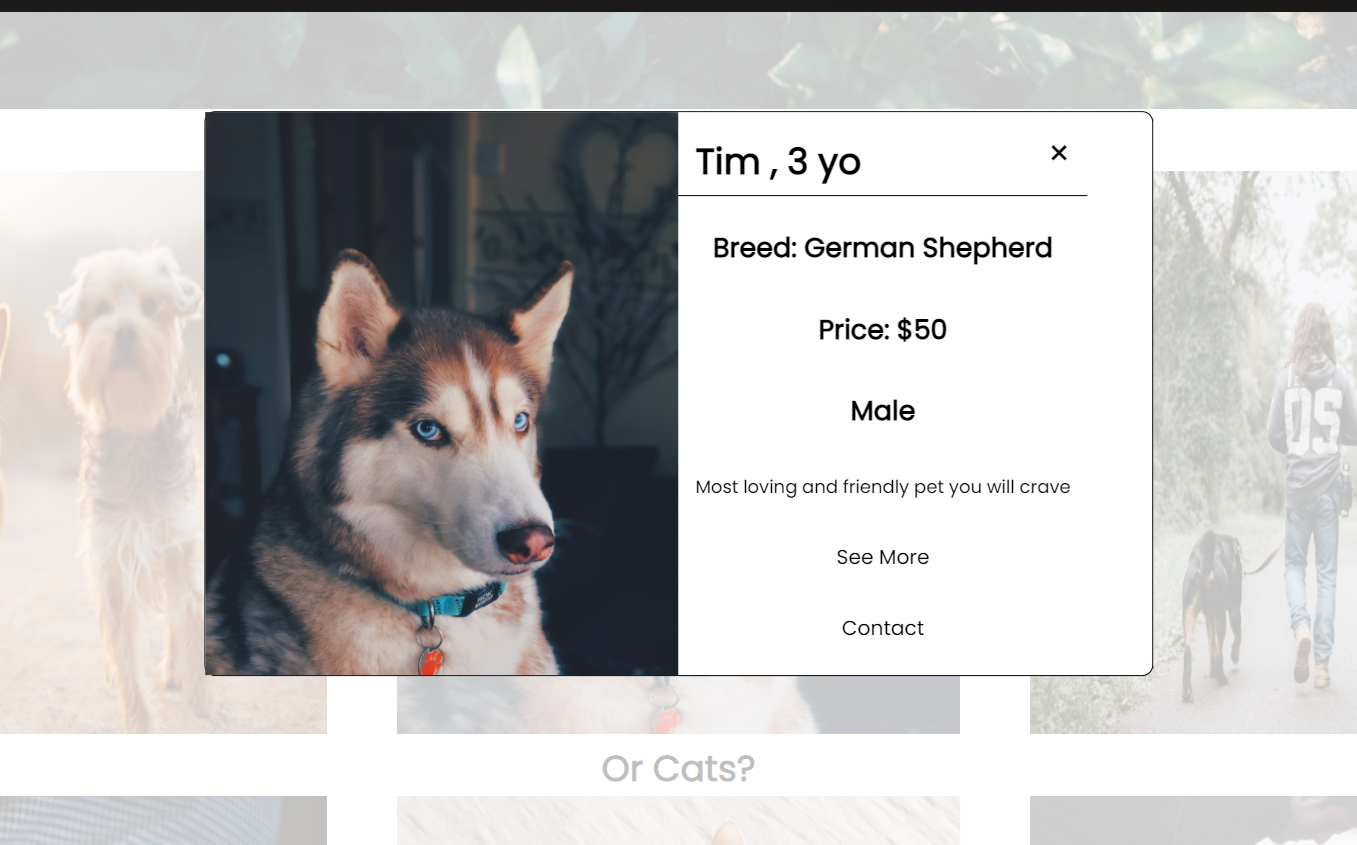 Tim , 3 yo
×
Breed: German Shepherd
Price: $50
Male
Most loving and friendly pet you will crave
See More
Contact
OS
Or Cats?